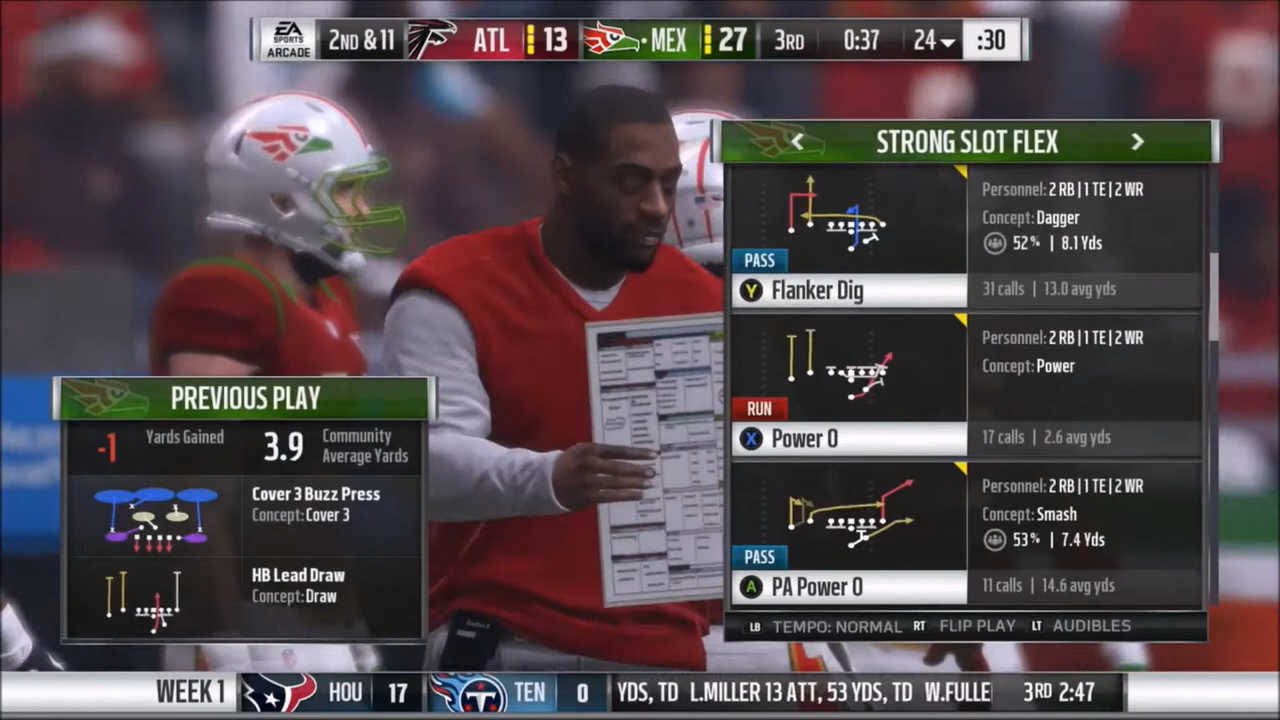 EA
SPORTS
ARCADE
2ND & 11
ATL
13
MEX
27
3RD
0:37
24
:30
STRONG SLOT FLEX
Personnel: 2 RB | 1 TE | 2 WR
Concept: Dagger
52% | 8.1 Yds
PASS
Y Flanker Dig
31 calls | 13.0 avg yds
Personnel: 2 RB | 1 TE | 2 WR
Concept: Power
RUN
X Power O
17 calls | 2.6 avg yds
Personnel: 2 RB | 1 TE | 2 WR
Concept: Smash
53% | 7.4 Yds
PASS
A PA Power O
11 calls | 14.6 avg yds
LB TEMPO: NORMAL RT FLIP PLAY LT AUDIBLES
PREVIOUS PLAY
-1 Yards Gained
3.9 Community
Average Yards
Cover 3 Buzz Press
Concept: Cover 3
HB Lead Draw
Concept: Draw
WEEK 1
HOU
17
TEN
0
YDS, TD L.MILLER 13 ATT, 53 YDS, TD W.FULLE
3RD 2:47